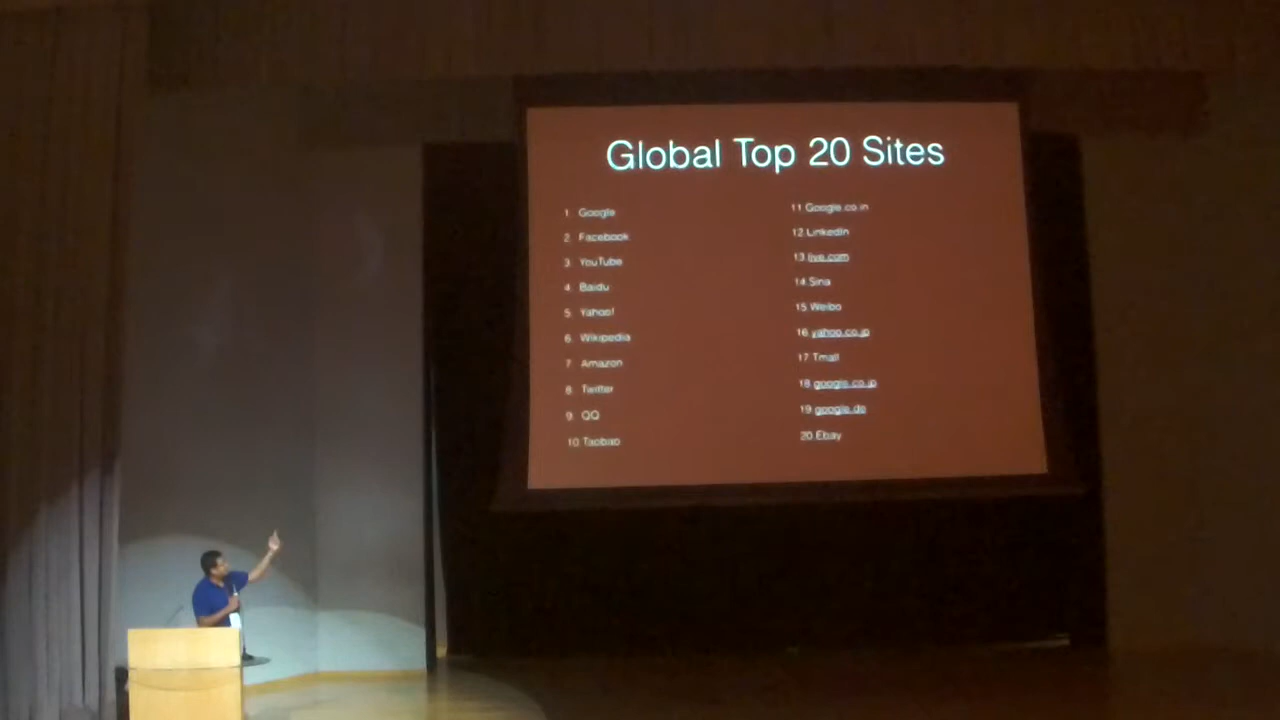 Global Top 20 Sites
1 Google
2 Facebook
3 YouTube
4 Baidu
5 Yahoo!
6 Wikipedia
7 Amazon
8 Twitter
9 QQ
10 Taobao
11 Google.co.in
12 LinkedIn
13 live.com
14 Sina
15 Weibo
16 yahoo.co.jp
17 Tmall
18 google.co.jp
19 google.de
20 Ebay